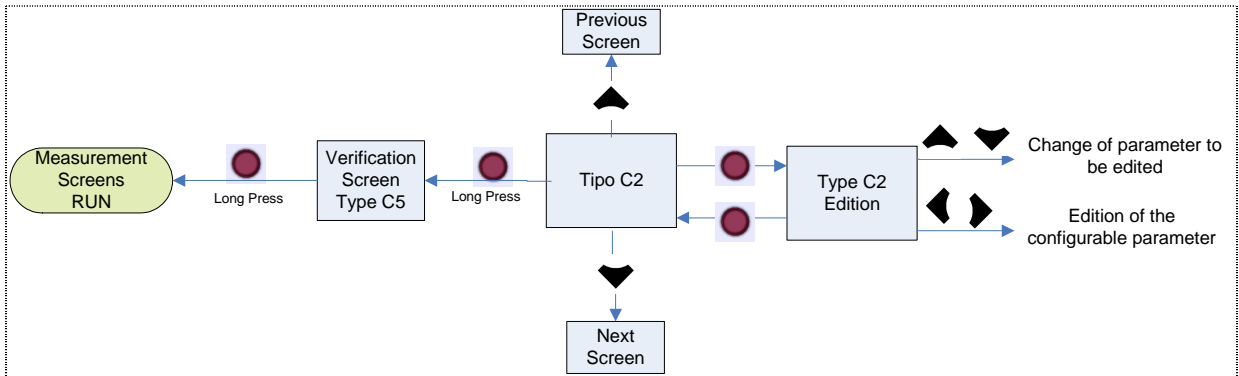 Previous
Screen
Measurement
Screens
RUN
Long Press
Verification
Screen
Type C5
Long Press
Tipo C2
Type C2
Edition
Change of parameter to
be edited
Edition of the
configurable parameter
Next
Screen